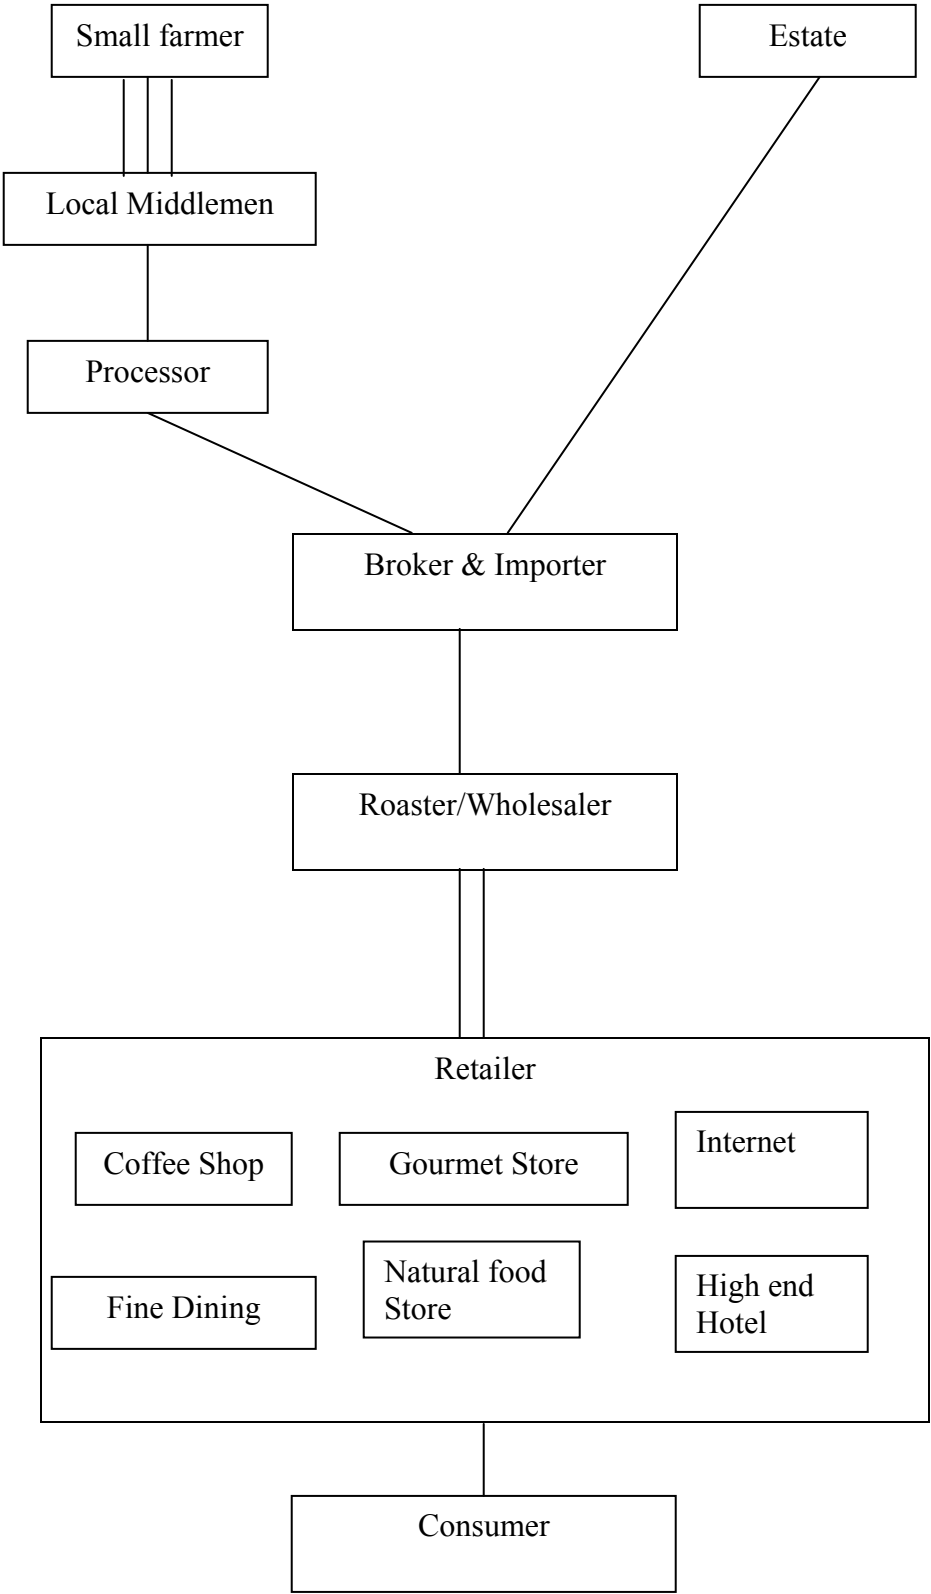 Small farmer
Estate
Local Middlemen
Processor
Broker & Importer
Roaster/Wholesaler
Retailer
Coffee Shop
Gourmet Store
Internet
Fine Dining
Natural food
Store
High end
Hotel
Consumer